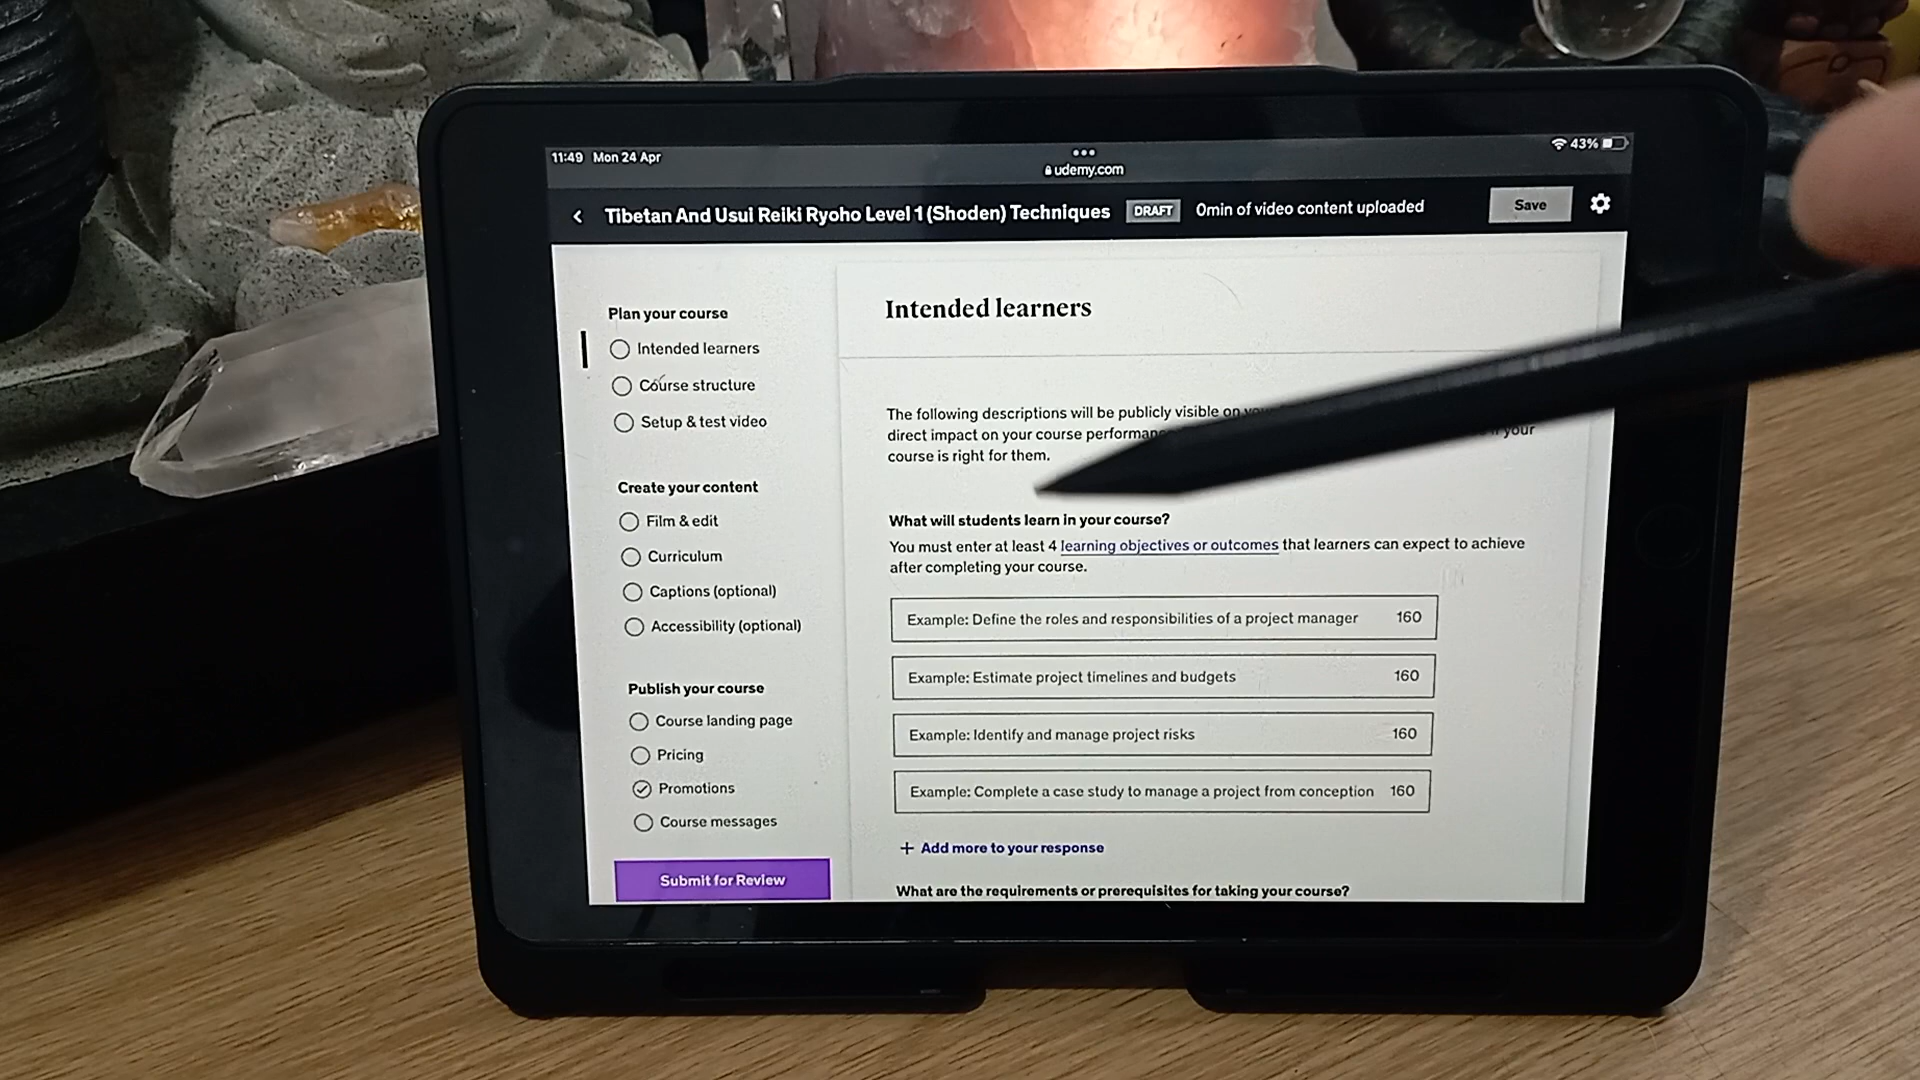 11:49 Mon 24 Apr
43%
udemy.com
Tibetan And Usui Reiki Ryoho Level 1 (Shoden) Techniques DRAFT 0min of video content uploaded Save
Plan your course
Intended learners
Course structure
Setup & test video
Create your content
Film & edit
Curriculum
Captions (optional)
Accessibility (optional)
Publish your course
Course landing page
Pricing
Promotions
Course messages
Submit for Review
Intended learners
The following descriptions will be publicly visible on
direct impact on your course your
course is right for them.
What will students learn in your course?
You must enter at least 4 learning objectives or outcomes that learners can expect to achieve
after completing your course.
Example: Define the roles and responsibilities of a project manager 160
Example: Estimate project timelines and budgets 160
Example: Identify and manage project risks 160
Example: Complete a case study to manage a project from conception 160
+ Add more to your response
What are the requirements or prerequisites for taking your course?